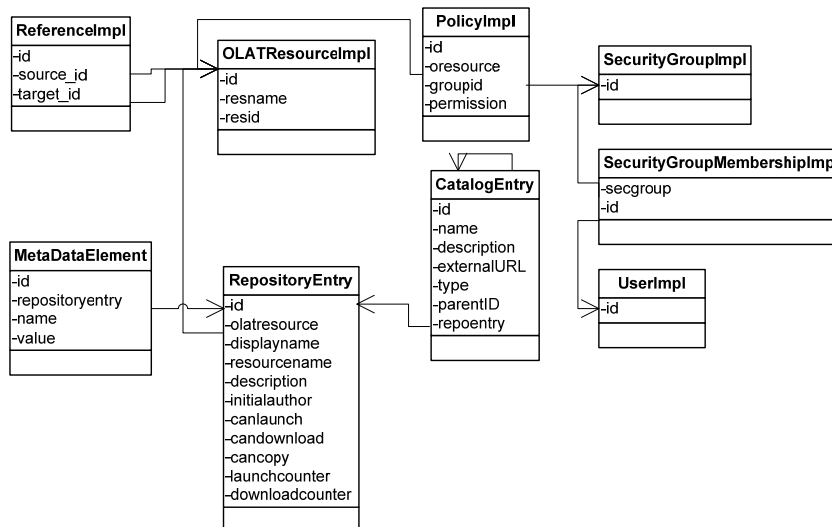 ReferenceImpl
-id
-source_id
-target_id
OLATResourceImpl
-id
-resname
-resid
PolicyImpl
-id
-oresource
-groupid
-permission
SecurityGroupImpl
-id
SecurityGroupMembershipImpl
-secgroup
-id
CatalogEntry
-id
-name
-description
-externalURL
-type
-parentID
-repoentry
MetaDataElement
-id
-repositoryentry
-name
-value
RepositoryEntry
-id
-olatresource
-displayname
-resourcename
-description
-initialauthor
-canlaunch
-candownload
-cancopy
-launchcounter
-downloadcounter
UserImpl
-id